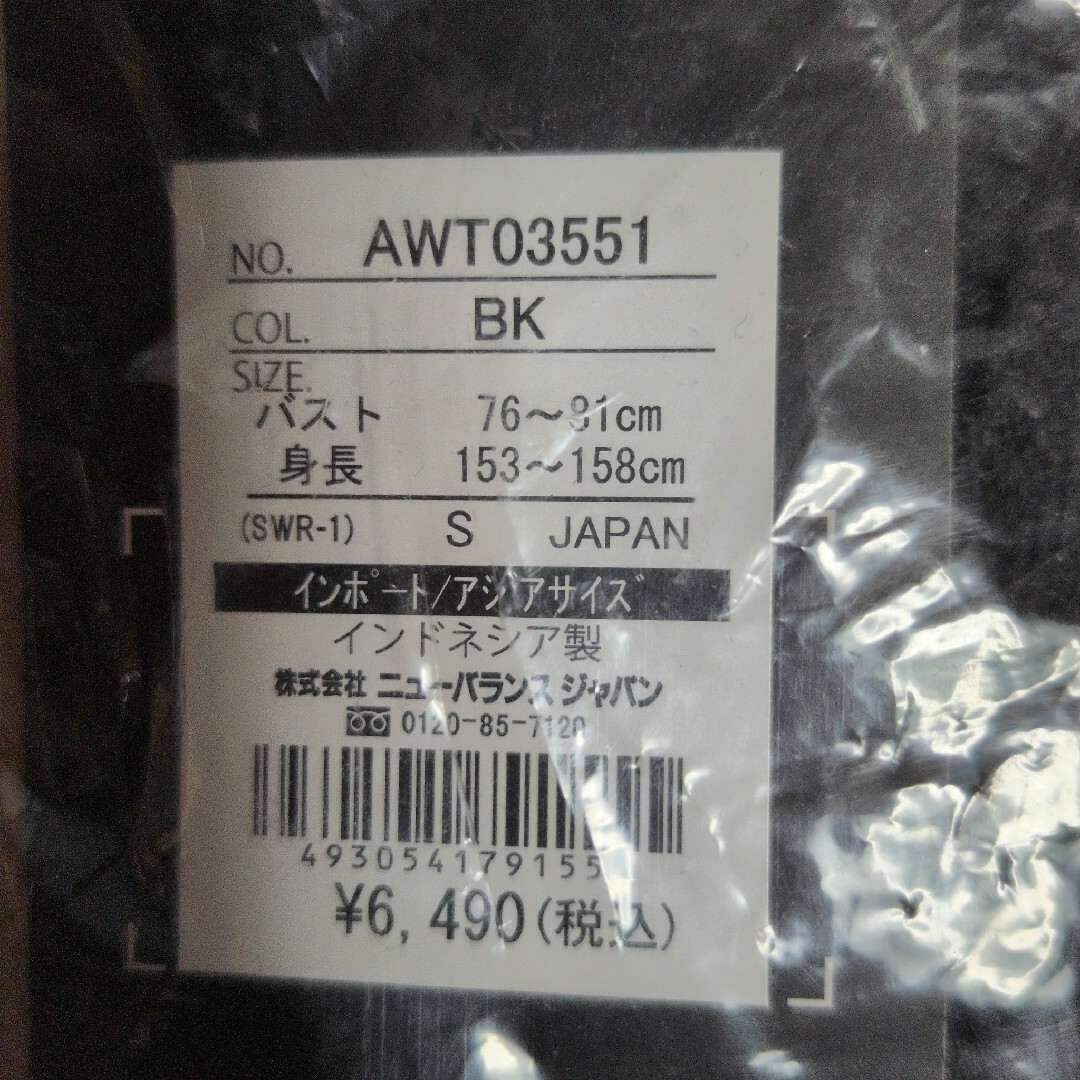 NO. AWT03551
COL. BK
SIZE.
バスト 76～81cm
身長 153～158cm
(SWR-1) S JAPAN
インポート/アジアサイズ
インドネシア製
株式会社 ニューバランス ジャパン
0120-85-7120
¥6,490(税込)